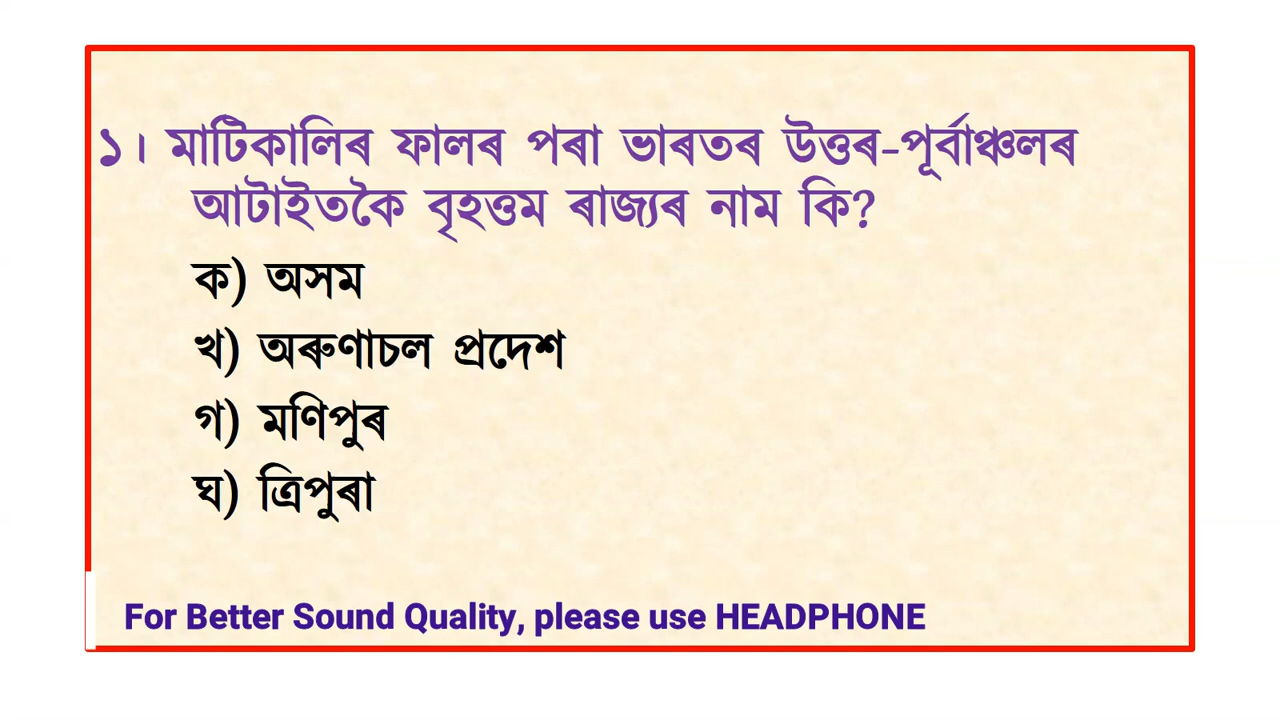 ১। মাটিকালিৰ ফালৰ পৰা ভাৰতৰ উত্তৰ-পূৰ্বাঞ্চলৰ
আটাইতকৈ বৃহত্তম ৰাজ্যৰ নাম কি?
ক) অসম
খ) অৰুণাচল প্ৰদেশ
গ) মণিপুৰ
ঘ) ত্ৰিপুৰা
For Better Sound Quality, please use HEADPHONE